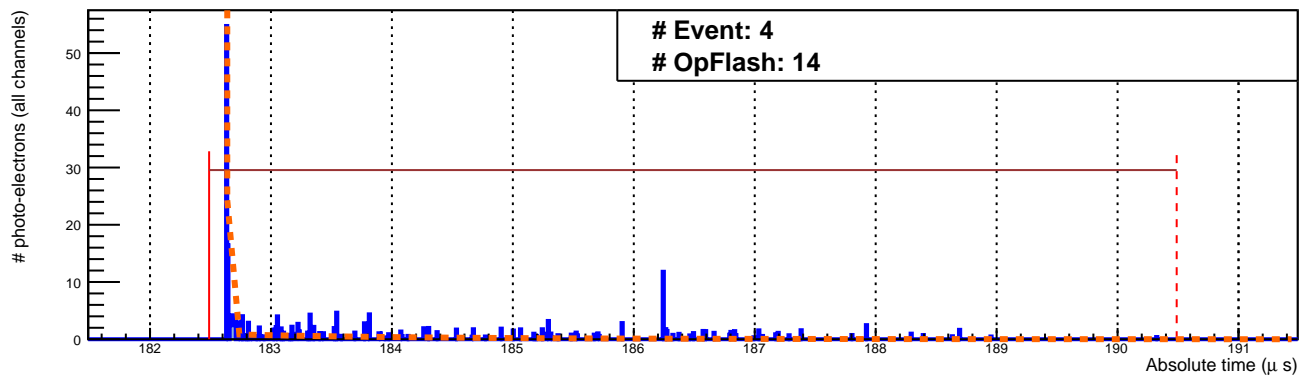 # Event: 4
# OpFlash: 14
# photo-electrons (all channels)
50
40
30
20
10
0
182 183 184 185 186 187 188 189 190 191
Absolute time (μ s)